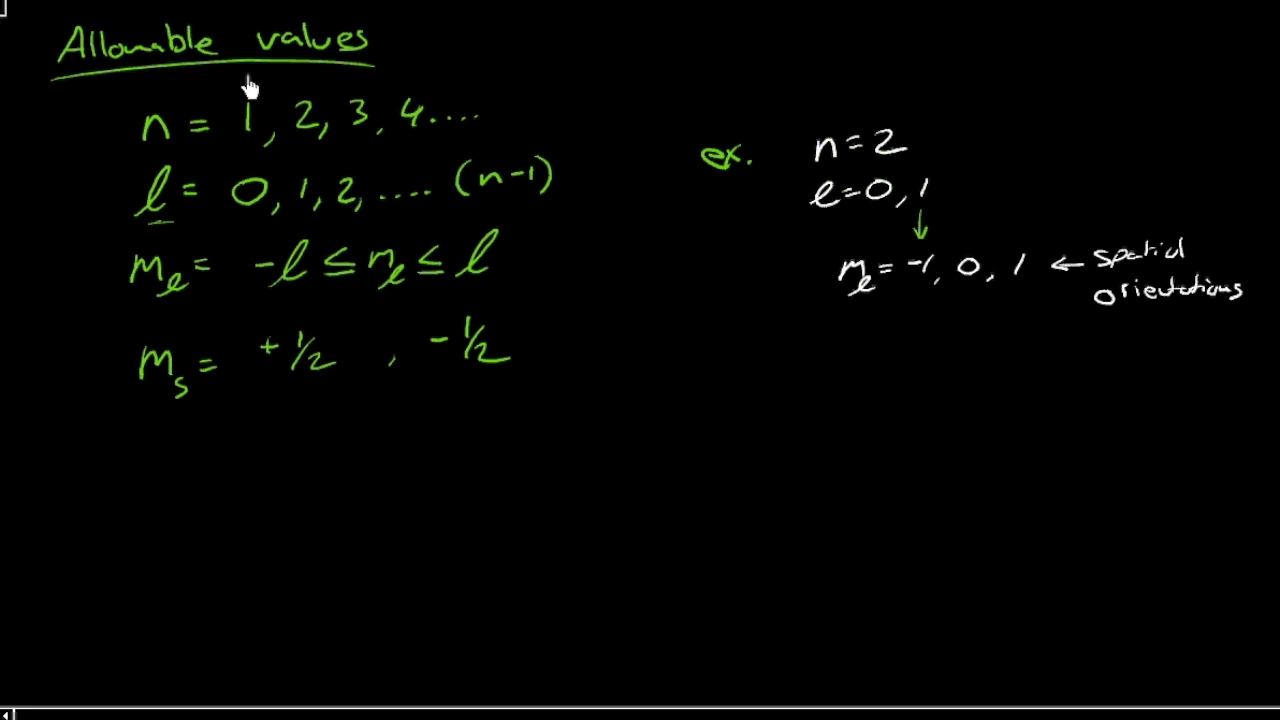 Allowable values
n = 1, 2, 3, 4....
l = 0, 1, 2, .... (n-1)
mℓ = -l ≤ mℓ ≤ l
ms = +1/2 , -1/2
ex. n=2
l=0, 1
↓
mℓ = -1, 0, 1 ← spatial
orientations